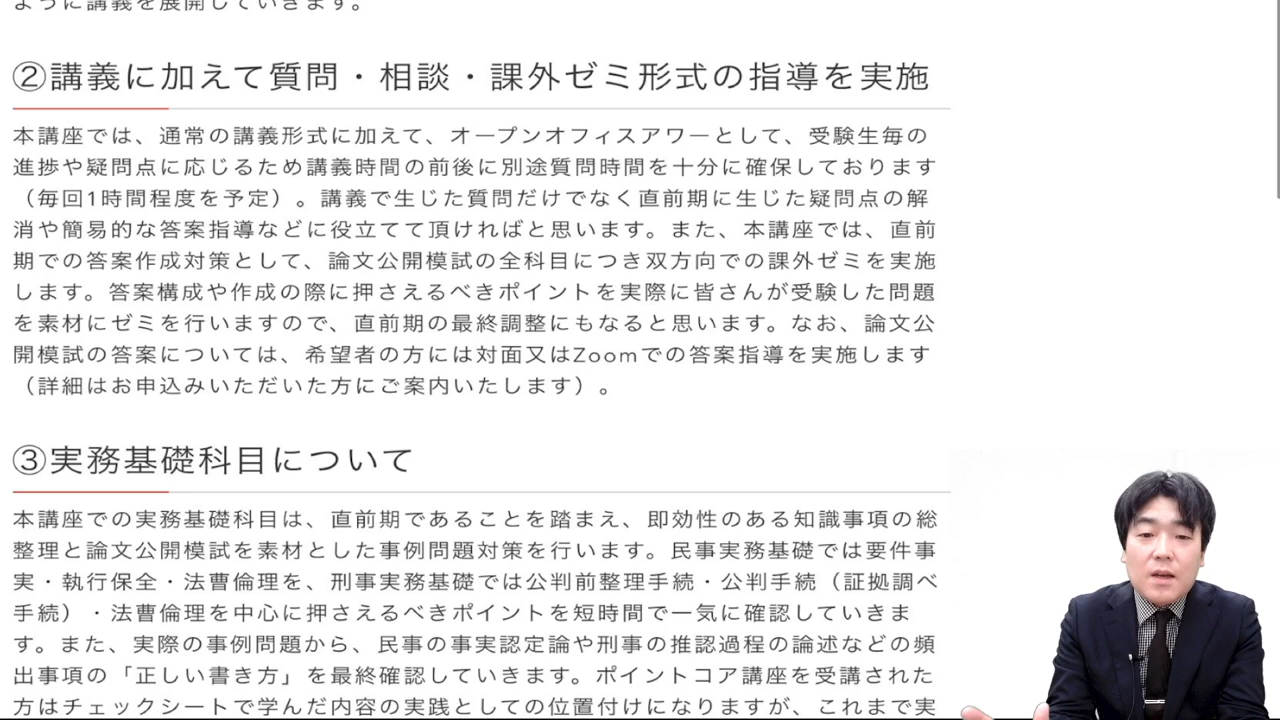 ように講義を展開していきます。
②講義に加えて質問・相談・課外ゼミ形式の指導を実施
本講座では、通常の講義形式に加えて、オープンオフィスアワーとして、受験生毎の
進捗や疑問点に応じるため講義時間の前後に別途質問時間を十分に確保しております
（毎回1時間程度を予定）。講義で生じた質問だけでなく直前期に生じた疑問点の解
消や簡易的な答案指導などに役立てて頂ければと思います。また、本講座では、直前
期での答案作成対策として、論文公開模試の全科目につき双方向での課外ゼミを実施
します。答案構成や作成の際に押さえるべきポイントを実際に皆さんが受験した問題
を素材にゼミを行いますので、直前期の最終調整にもなると思います。なお、論文公
開模試の答案については、希望者の方には対面又はZoomでの答案指導を実施します
（詳細はお申込みいただいた方にご案内いたします）。
③実務基礎科目について
本講座での実務基礎科目は、直前期であることを踏まえ、即効性のある知識事項の総
整理と論文公開模試を素材とした事例問題対策を行います。民事実務基礎では要件事
実・執行保全・法曹倫理を、刑事実務基礎では公判前整理手続・公判手続（証拠調べ
手続）・法曹倫理を中心に押さえるべきポイントを短時間で一気に確認していきま
す。また、実際の事例問題から、民事の事実認定論や刑事の推認過程の論述などの頻
出事項の「正しい書き方」を最終確認していきます。ポイントコア講座を受講された
方はチェックシートで学んだ内容の実践としての位置付けになりますが、これまで実